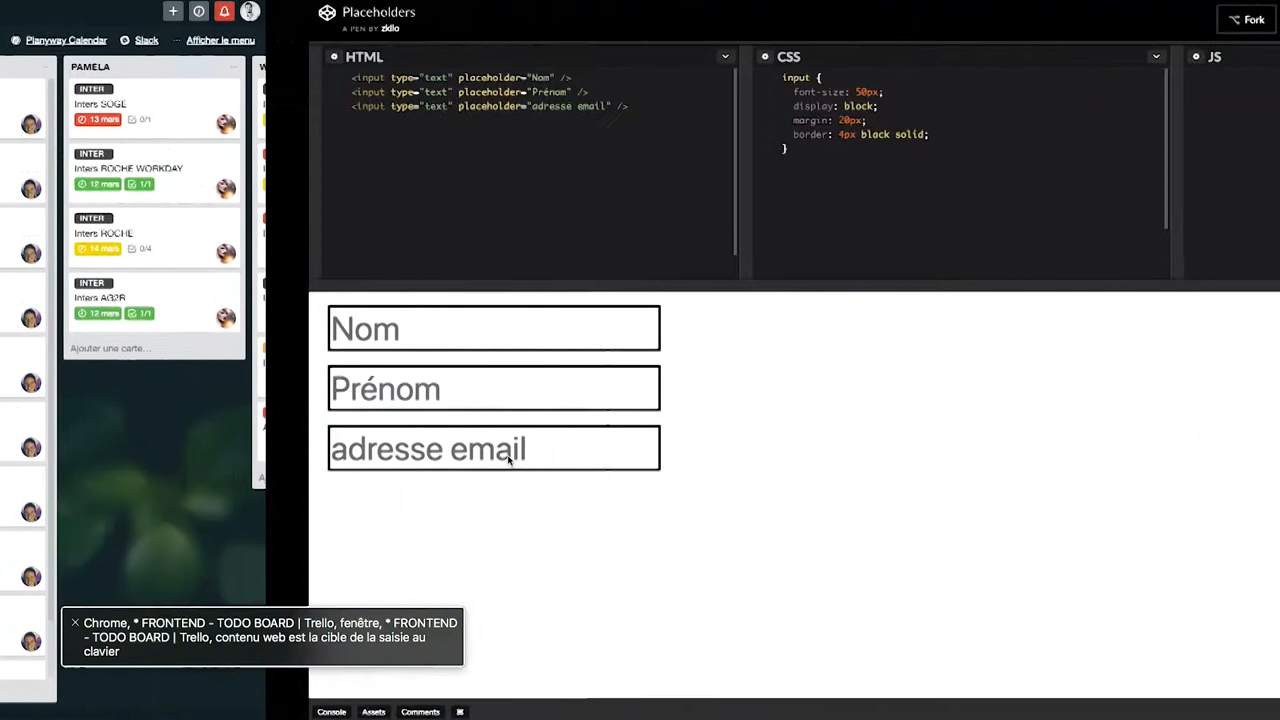 Planyway Calendar
Slack
Afficher le menu
PAMÉLA
INTER
Inters SOGE
13 mars
0/1
INTER
Inters ROCHE WORKDAY
12 mars
1/1
INTER
Inters ROCHE
14 mars
0/4
INTER
Inters AG2R
12 mars
1/1
Ajouter une carte...
Placeholders
A PEN BY zkilo
Fork
HTML
<input type="text" placeholder="Nom" />
<input type="text" placeholder="Prénom" />
<input type="text" placeholder="adresse email" />
CSS
input {
font-size: 50px;
display: block;
margin: 20px;
border: 4px black solid;
}
JS
Nom
Prénom
adresse email
Chrome, * FRONTEND - TODO BOARD | Trello, fenêtre, * FRONTEND
- TODO BOARD | Trello, contenu web est la cible de la saisie au
clavier
Console
Assets
Comments
⌘